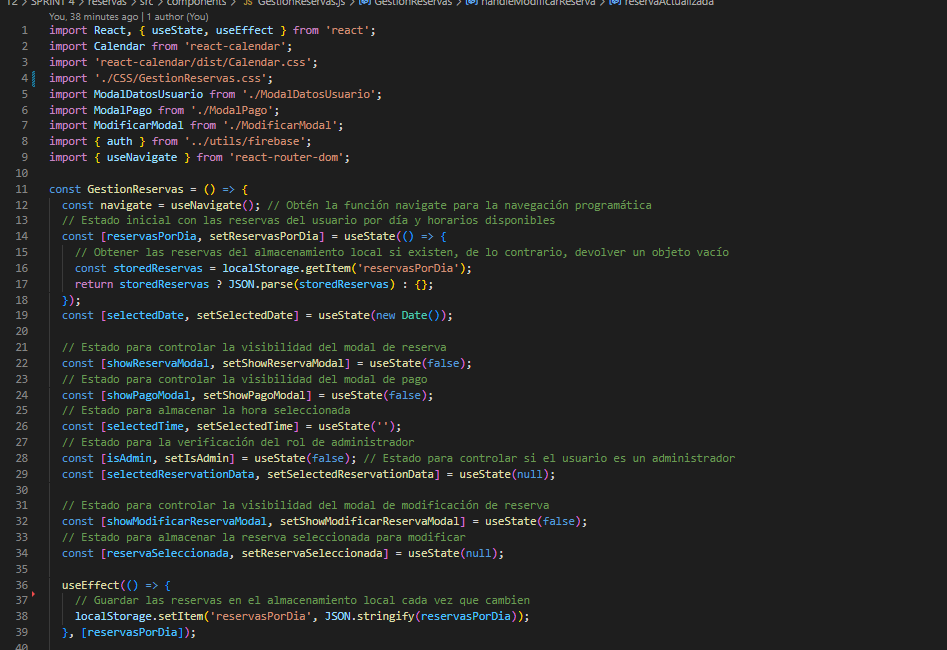 T2 > SPRINT 4 > reservas > src > components > JS GestionReservas.js > GestionReservas > handleModificarReserva > reservaActualizada
You, 38 minutes ago | 1 author (You)
1 import React, { useState, useEffect } from 'react';
2 import Calendar from 'react-calendar';
3 import 'react-calendar/dist/Calendar.css';
4 import './CSS/GestionReservas.css';
5 import ModalDatosUsuario from './ModalDatosUsuario';
6 import ModalPago from './ModalPago';
7 import ModificarModal from './ModificarModal';
8 import { auth } from '../utils/firebase';
9 import { useNavigate } from 'react-router-dom';
10
11 const GestionReservas = () => {
12 const navigate = useNavigate(); // Obtén la función navigate para la navegación programática
13 // Estado inicial con las reservas del usuario por día y horarios disponibles
14 const [reservasPorDia, setReservasPorDia] = useState(() => {
15 // Obtener las reservas del almacenamiento local si existen, de lo contrario, devolver un objeto vacío
16 const storedReservas = localStorage.getItem('reservasPorDia');
17 return storedReservas ? JSON.parse(storedReservas) : {};
18 });
19 const [selectedDate, setSelectedDate] = useState(new Date());
20
21 // Estado para controlar la visibilidad del modal de reserva
22 const [showReservaModal, setShowReservaModal] = useState(false);
23 // Estado para controlar la visibilidad del modal de pago
24 const [showPagoModal, setShowPagoModal] = useState(false);
25 // Estado para almacenar la hora seleccionada
26 const [selectedTime, setSelectedTime] = useState('');
27 // Estado para la verificación del rol de administrador
28 const [isAdmin, setIsAdmin] = useState(false); // Estado para controlar si el usuario es un administrador
29 const [selectedReservationData, setSelectedReservationData] = useState(null);
30
31 // Estado para controlar la visibilidad del modal de modificación de reserva
32 const [showModificarReservaModal, setShowModificarReservaModal] = useState(false);
33 // Estado para almacenar la reserva seleccionada para modificar
34 const [reservaSeleccionada, setReservaSeleccionada] = useState(null);
35
36 useEffect(() => {
37 // Guardar las reservas en el almacenamiento local cada vez que cambien
38 localStorage.setItem('reservasPorDia', JSON.stringify(reservasPorDia));
39 }, [reservasPorDia]);
40